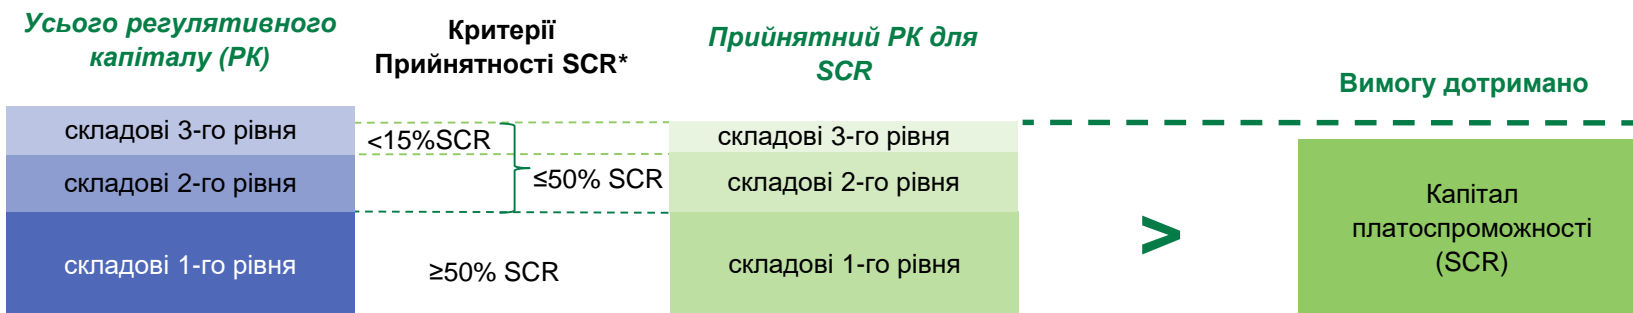 Усього регулятивного
капіталу (РК)
Критерії
Прийнятності SCR*
Прийнятний РК для
SCR
Вимогу дотримано
складові 3-го рівня
<15%SCR
складові 3-го рівня
складові 2-го рівня
≤50% SCR
складові 2-го рівня
складові 1-го рівня
≥50% SCR
складові 1-го рівня
>
Капітал
платоспроможності
(SCR)